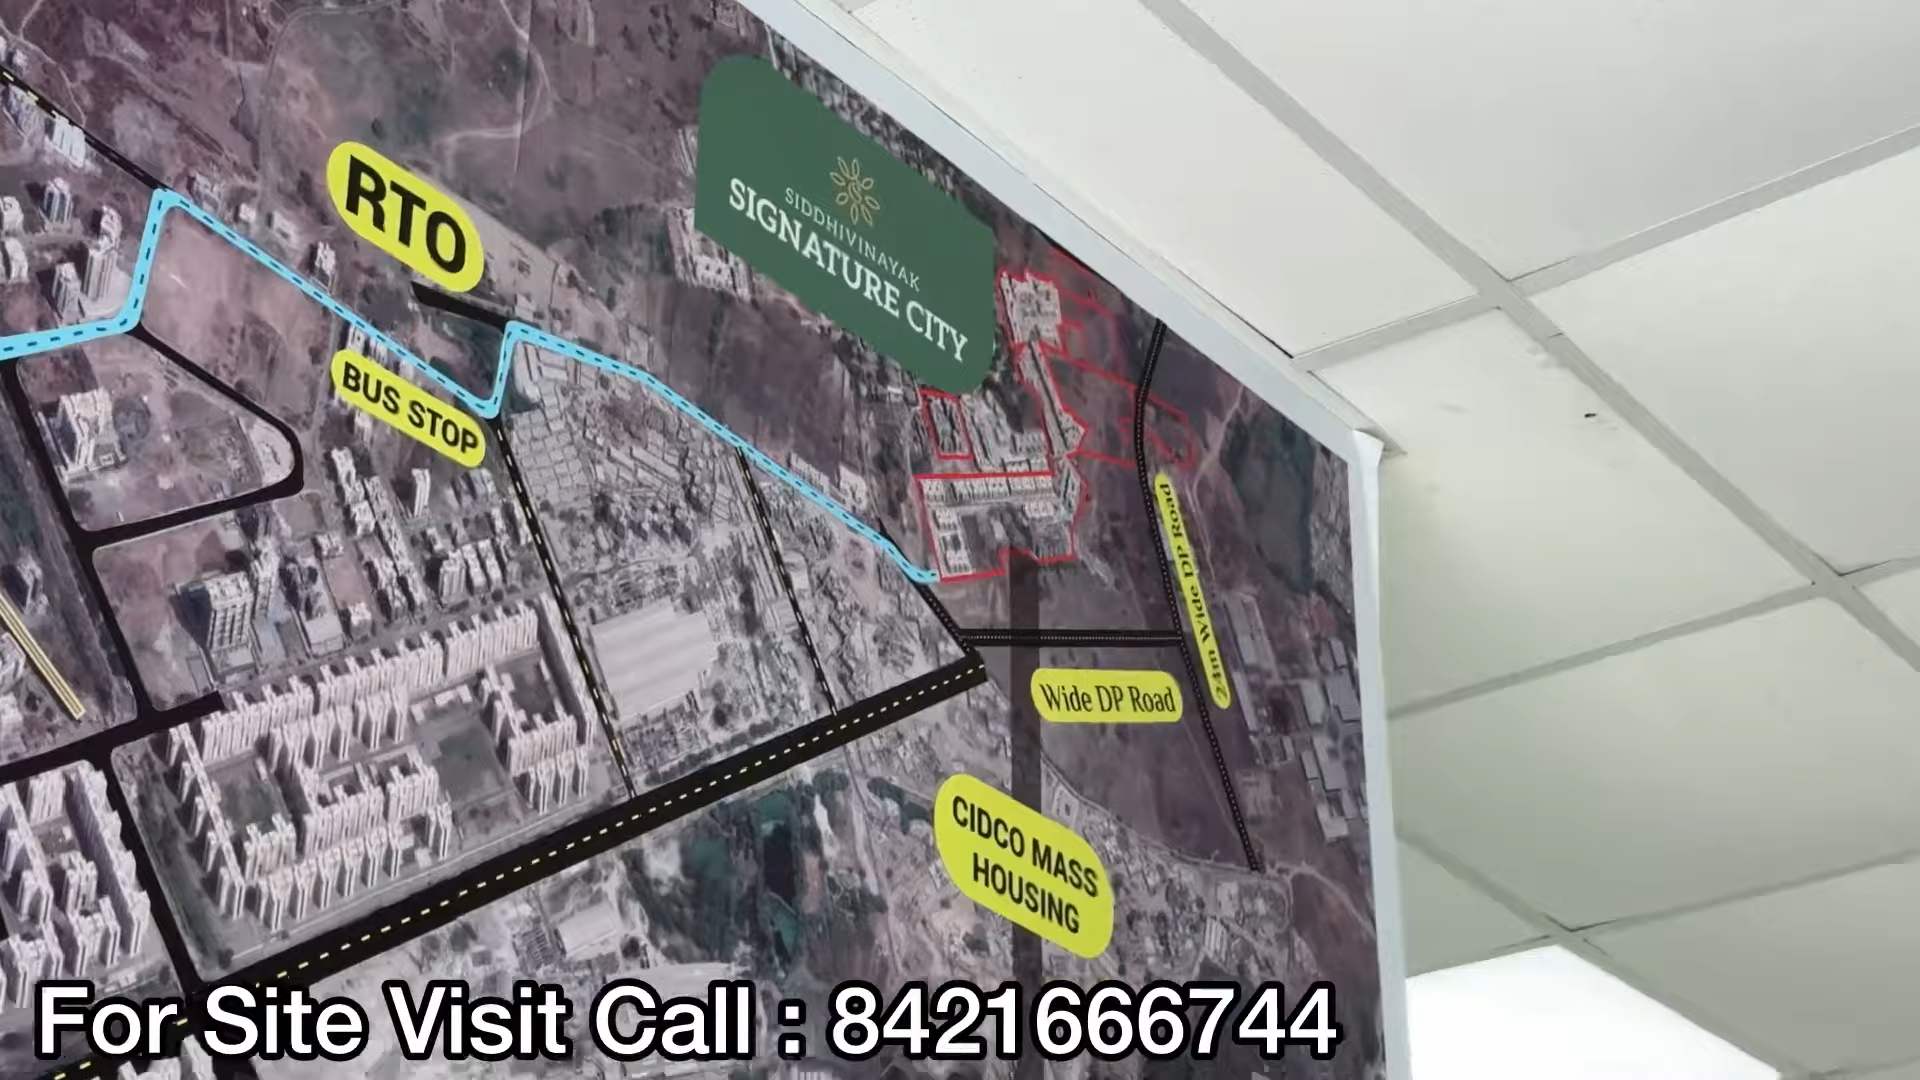 RTO
SIDDHIVINAYAK
SIGNATURE CITY
BUS STOP
24m Wide DP Road
Wide DP Road
CIDCO MASS
HOUSING
For Site Visit Call : 8421666744